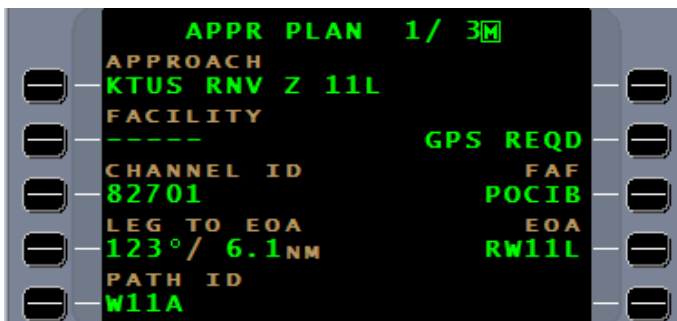 APPR PLAN 1/ 3M
APPROACH
KTUS RNV Z 11L
FACILITY
----- GPS REQD
CHANNEL ID FAF
82701 POCIB
LEG TO EOA EOA
123°/ 6.1NM RW11L
PATH ID
W11A